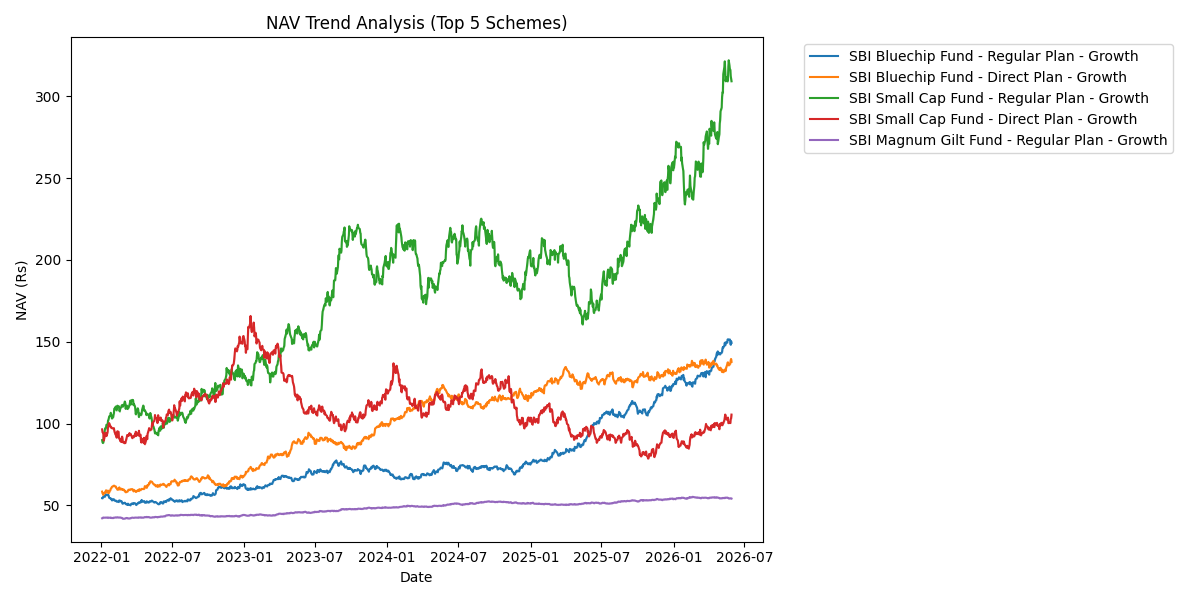 NAV Trend Analysis (Top 5 Schemes)
SBI Bluechip Fund - Regular Plan - Growth
SBI Bluechip Fund - Direct Plan - Growth
SBI Small Cap Fund - Regular Plan - Growth
SBI Small Cap Fund - Direct Plan - Growth
SBI Magnum Gilt Fund - Regular Plan - Growth
NAV (Rs)
300
250
200
150
100
50
2022-01 2022-07 2023-01 2023-07 2024-01 2024-07 2025-01 2025-07 2026-01 2026-07
Date